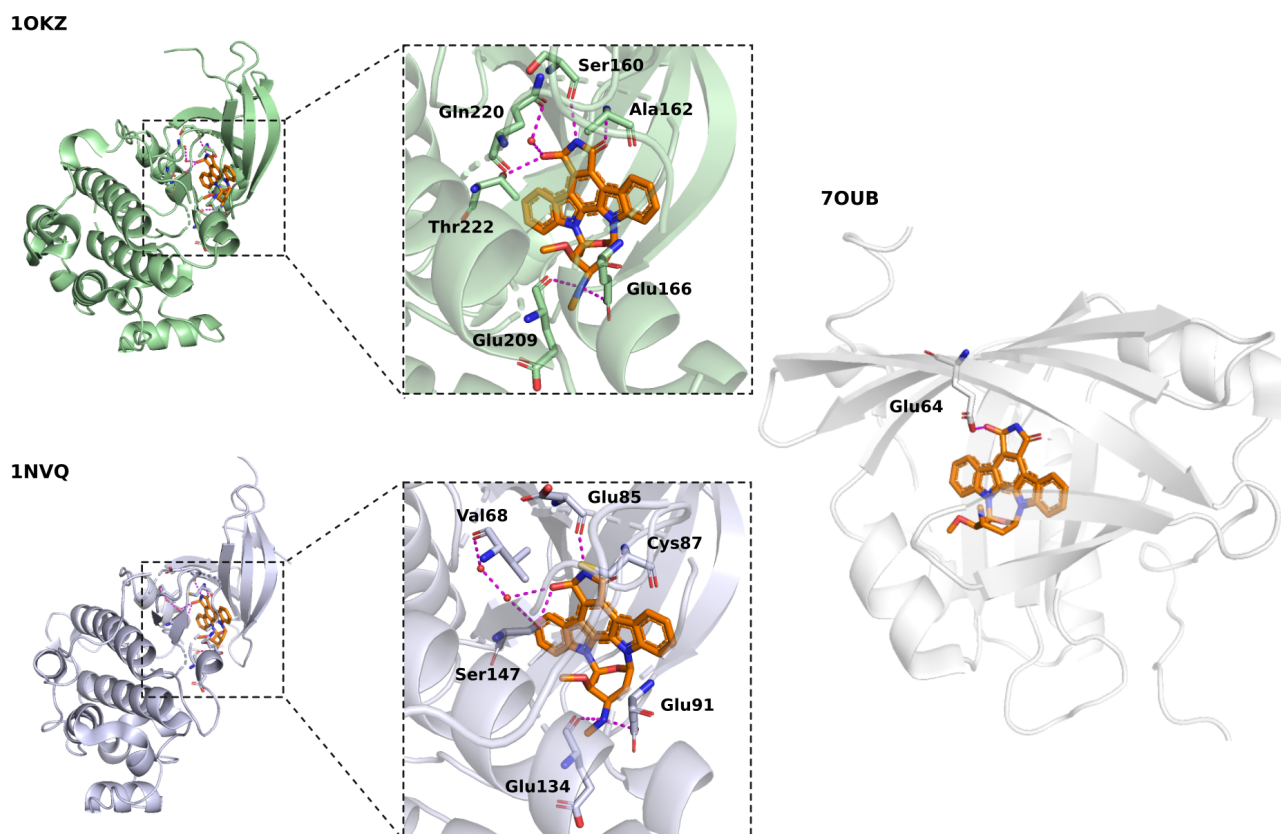 1OKZ
Ser160
Gln220
Ala162
Thr222
Glu166
Glu209
7OUB
Glu64
1NVQ
Glu85
Val68
Cys87
Ser147
Glu91
Glu134